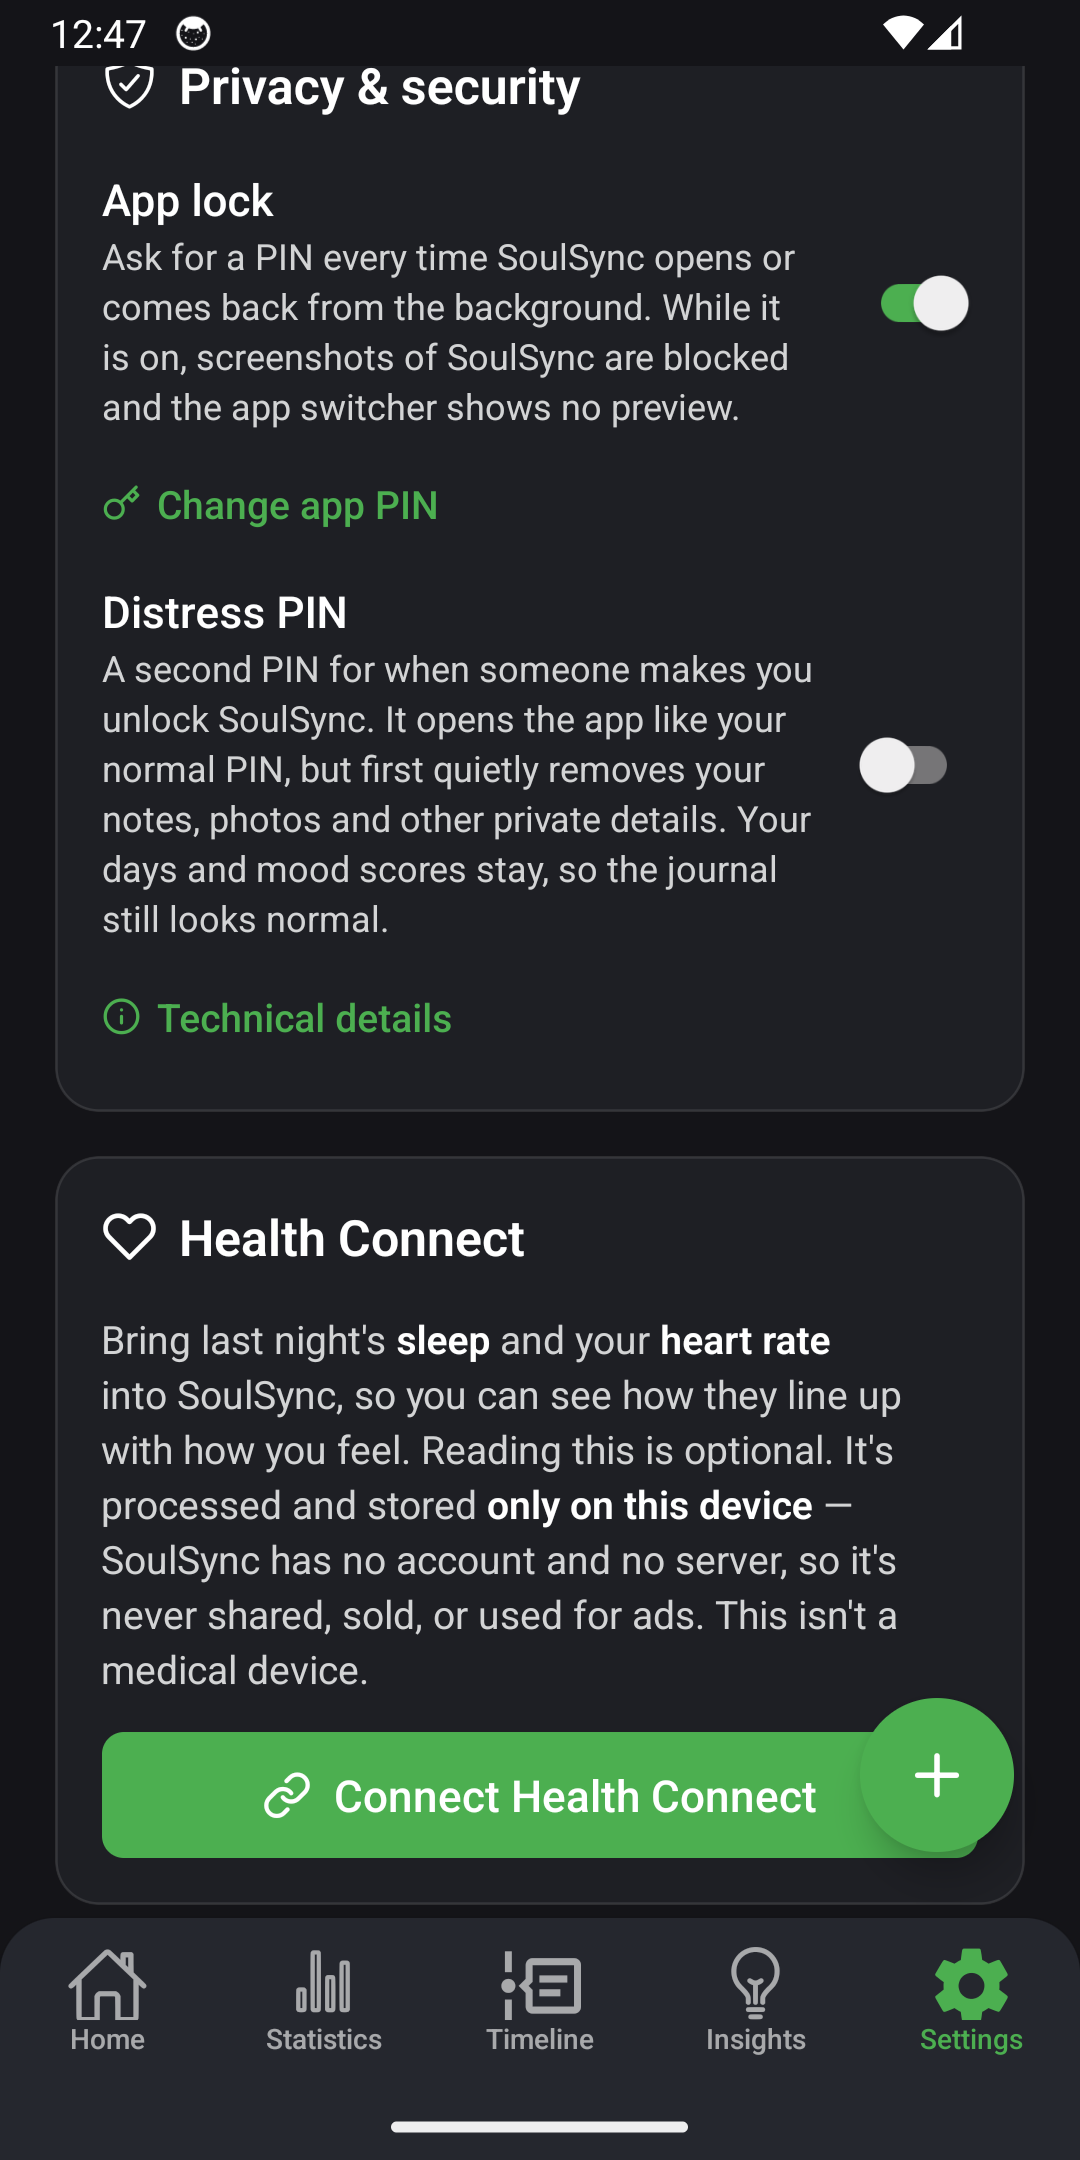 12:47
Privacy & security
App lock
Ask for a PIN every time SoulSync opens or
comes back from the background. While it
is on, screenshots of SoulSync are blocked
and the app switcher shows no preview.
Change app PIN
Distress PIN
A second PIN for when someone makes you
unlock SoulSync. It opens the app like your
normal PIN, but first quietly removes your
notes, photos and other private details. Your
days and mood scores stay, so the journal
still looks normal.
Technical details
Health Connect
Bring last night's sleep and your heart rate
into SoulSync, so you can see how they line up
with how you feel. Reading this is optional. It's
processed and stored only on this device —
SoulSync has no account and no server, so it's
never shared, sold, or used for ads. This isn't a
medical device.
Connect Health Connect
Home
Statistics
Timeline
Insights
Settings